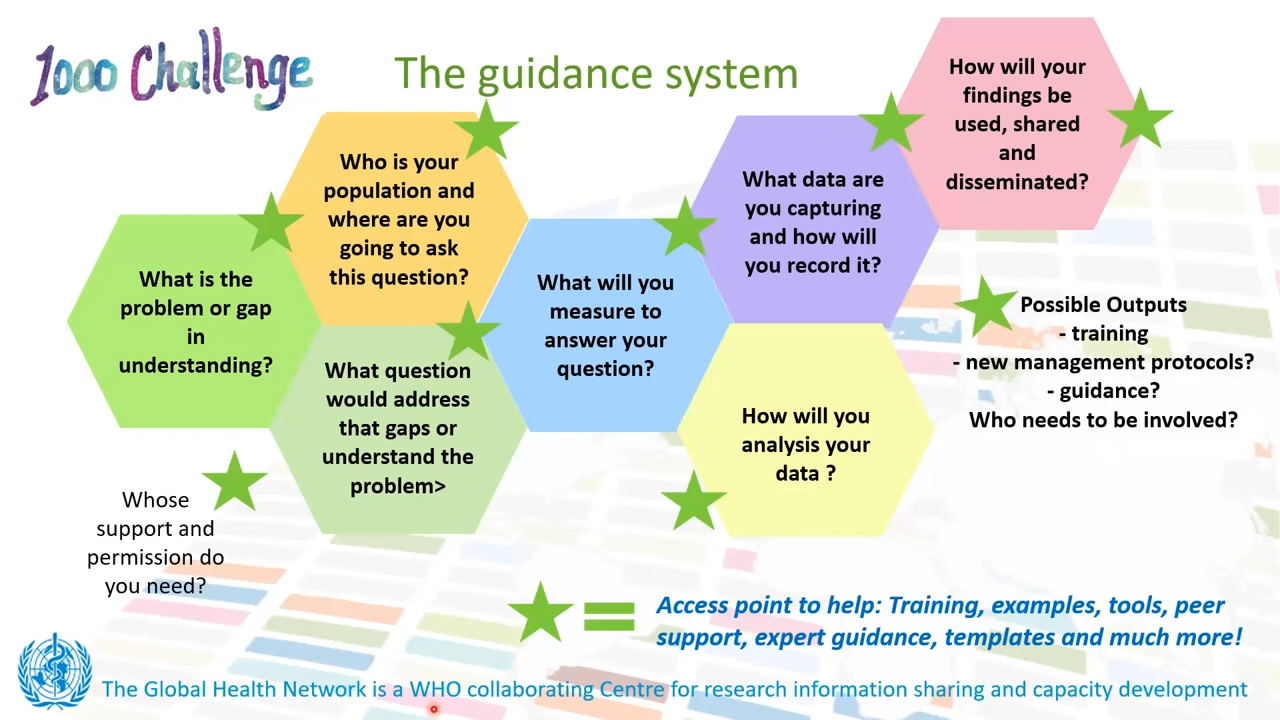 1000 Challenge
The guidance system
What is the
problem or gap
in
understanding?
Who is your
population and
where are you
going to ask
this question?
What question
would address
that gaps or
understand the
problem>
What will you
measure to
answer your
question?
What data are
you capturing
and how will
you record it?
How will you
analysis your
data ?
How will your
findings be
used, shared
and
disseminated?
Possible Outputs
- training
- new management protocols?
- guidance?
Who needs to be involved?
Whose
support and
permission do
you need?
Access point to help: Training, examples, tools, peer
support, expert guidance, templates and much more!
The Global Health Network is a WHO collaborating Centre for research information sharing and capacity development